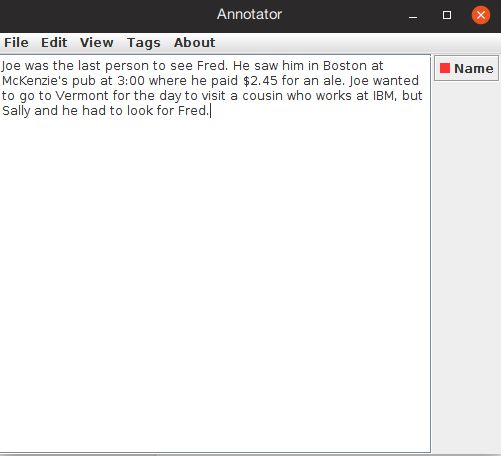 Annotator
File Edit View Tags About
Joe was the last person to see Fred. He saw him in Boston at
McKenzie's pub at 3:00 where he paid $2.45 for an ale. Joe wanted
to go to Vermont for the day to visit a cousin who works at IBM, but
Sally and he had to look for Fred.
Name